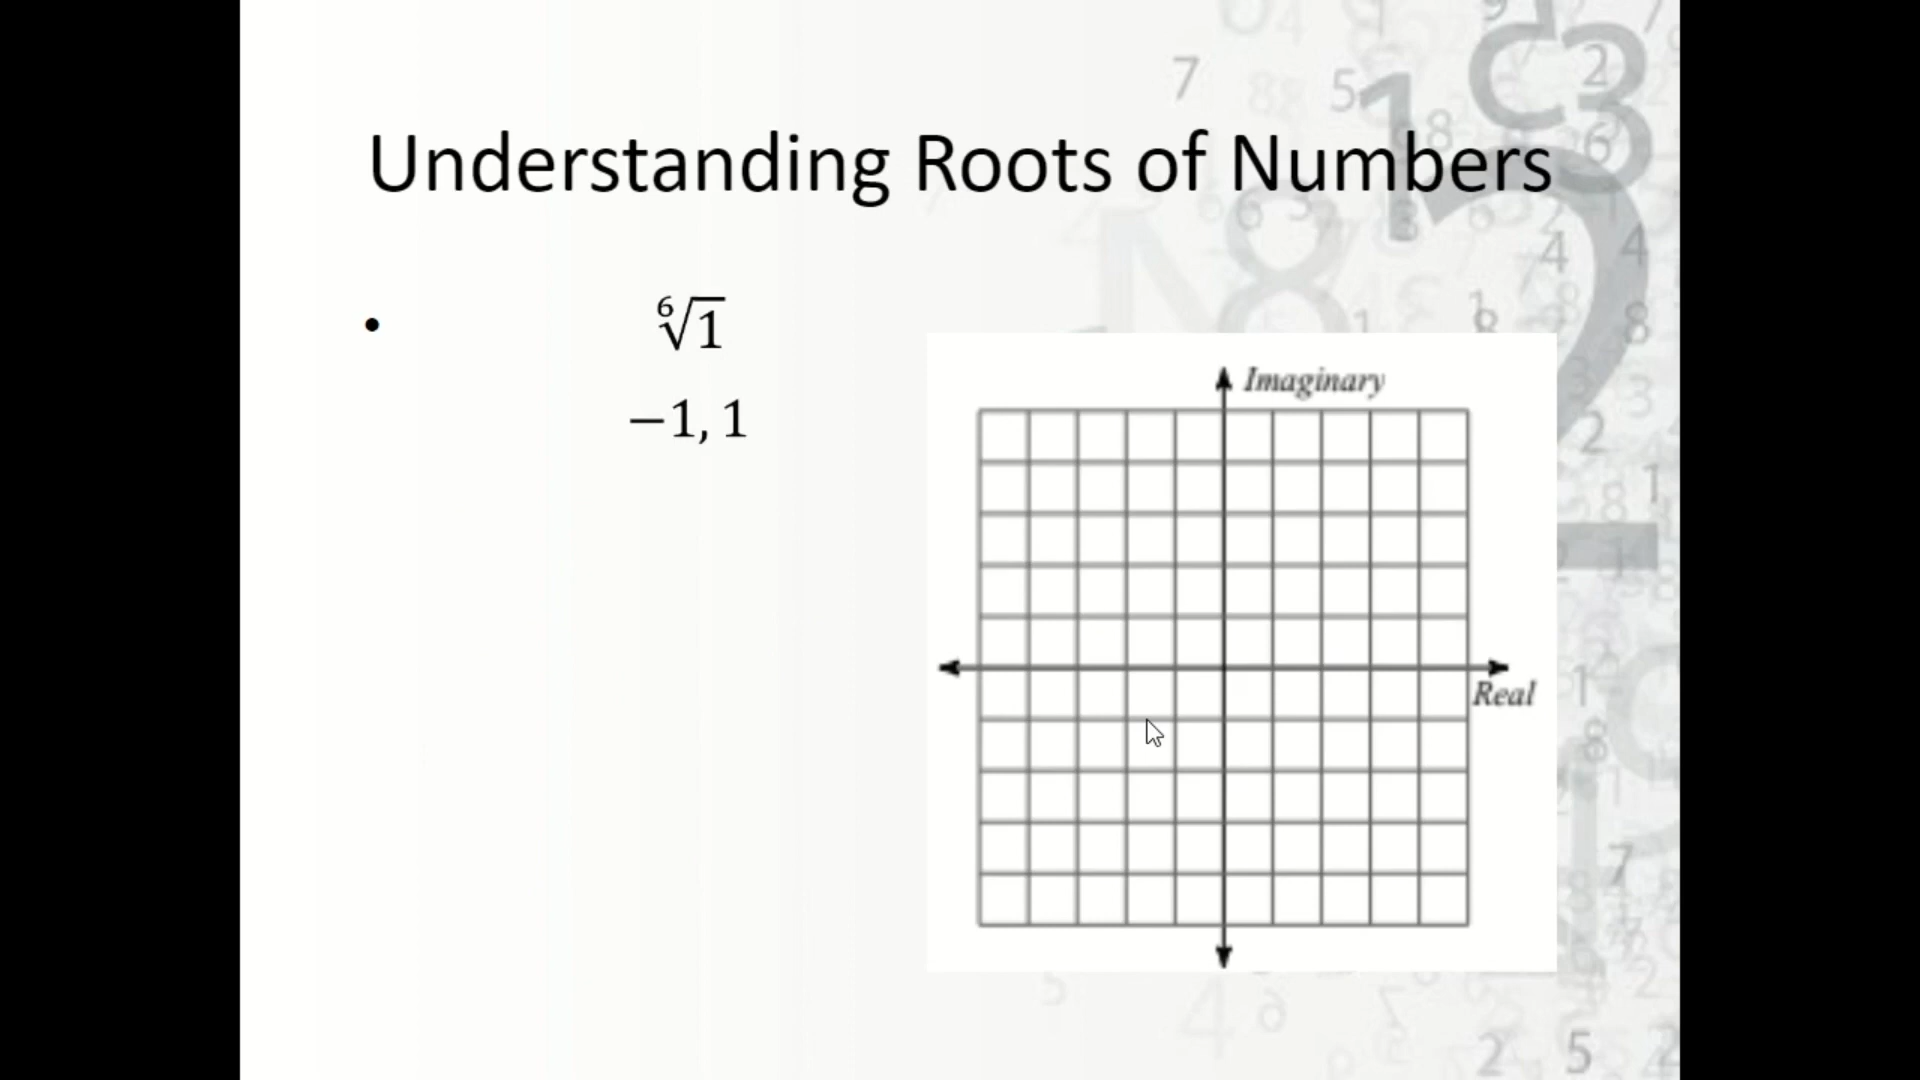 Understanding Roots of Numbers
• ⁶√1
−1, 1
Imaginary
Real